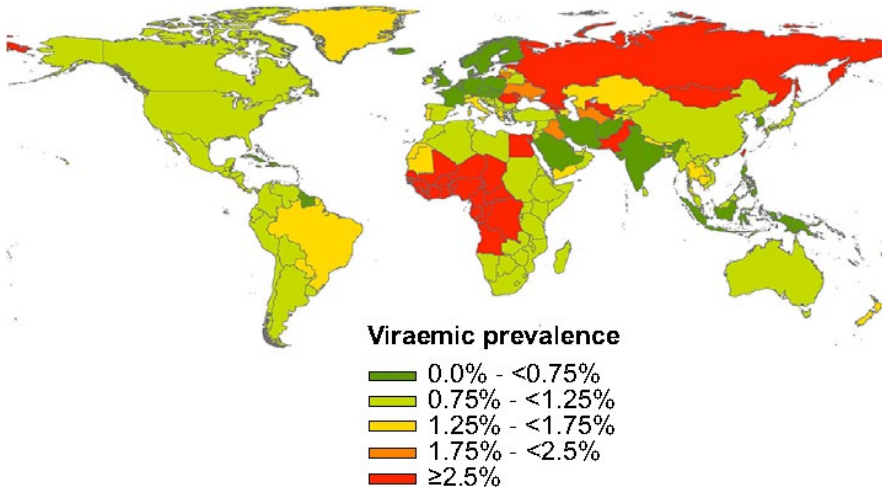 Viraemic prevalence
0.0% - <0.75%
0.75% - <1.25%
1.25% - <1.75%
1.75% - <2.5%
≥2.5%